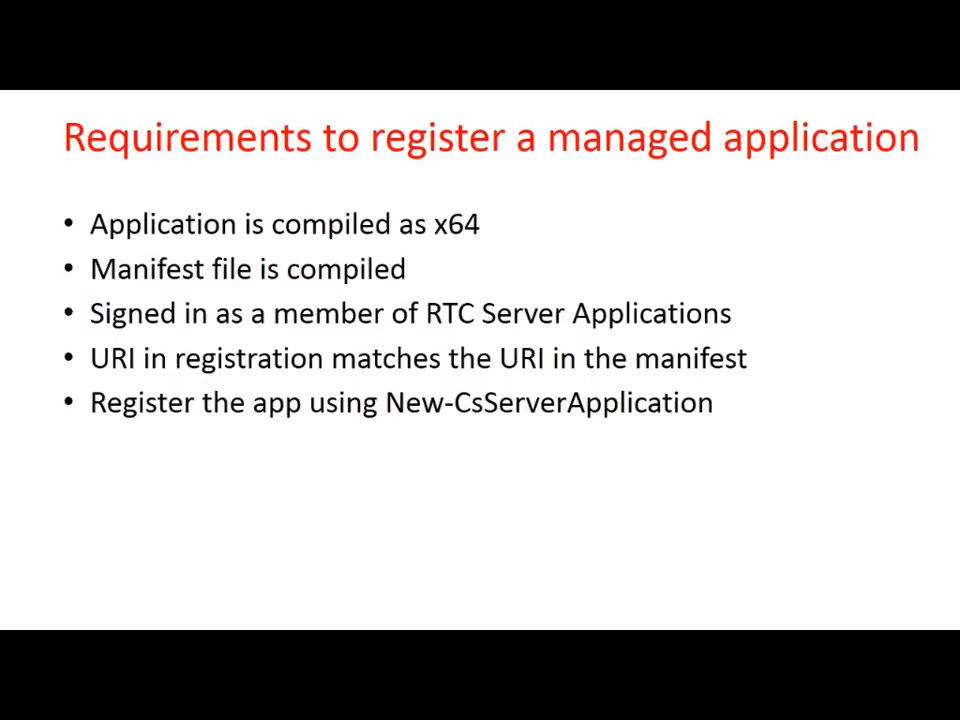 Requirements to register a managed application
• Application is compiled as x64
• Manifest file is compiled
• Signed in as a member of RTC Server Applications
• URI in registration matches the URI in the manifest
• Register the app using New-CsServerApplication